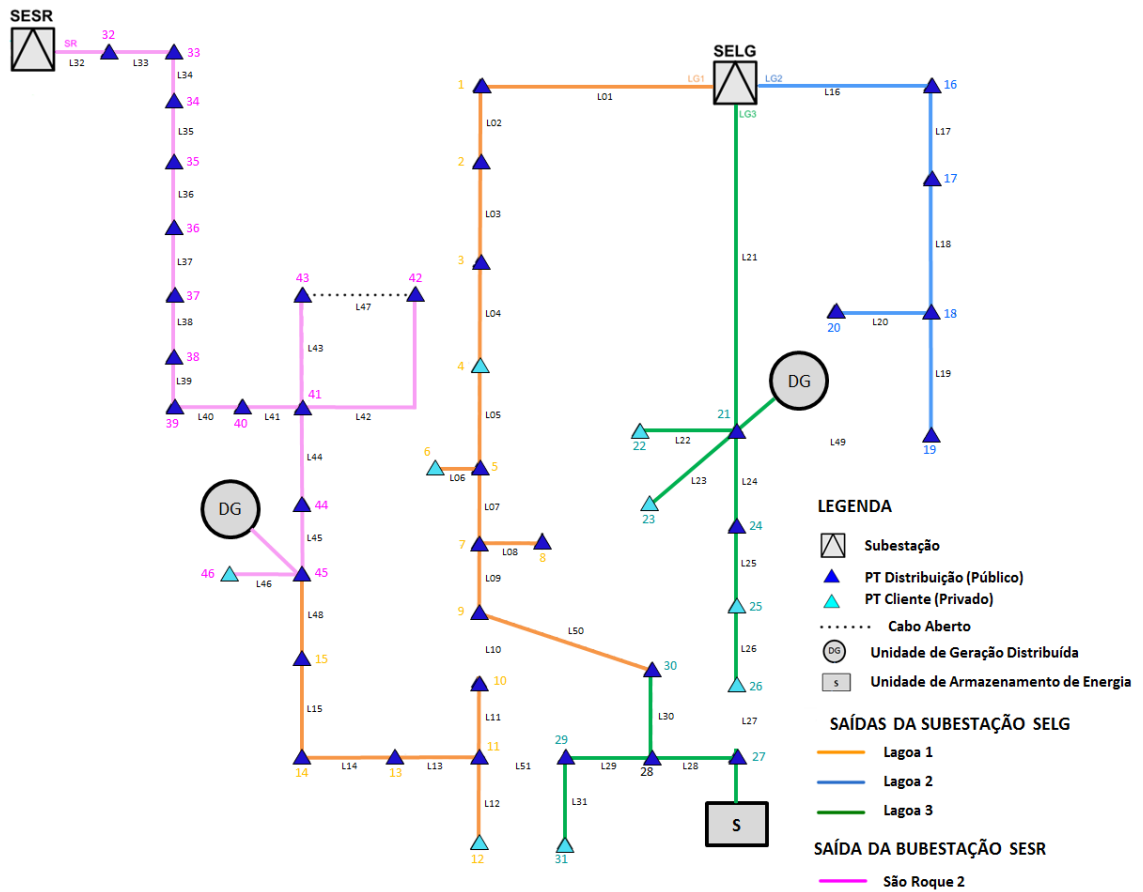 SESR
SR
32
L32
L33
33
L34
34
L35
35
L36
36
L37
37
L38
38
L39
39
L40
40
L41
41
L42
42
L47
43
L43
L44
44
L45
DG
45
46
L46
L48
15
L15
14
L14
13
L13
SELG
LG1
LG2
LG3
L01
1
L02
2
L03
3
L04
4
L05
5
6
L06
L07
7
L08
8
L09
9
L10
L50
10
L11
11
L12
12
L51
L16
16
L17
17
L18
18
L20
20
L19
19
L49
L21
DG
21
L22
22
L23
23
L24
24
L25
25
L26
26
L27
27
L28
28
L29
29
L30
30
L31
31
S
LEGENDA
Subestação
PT Distribuição (Público)
PT Cliente (Privado)
Cabo Aberto
DG
Unidade de Geração Distribuída
S
Unidade de Armazenamento de Energia
SAÍDAS DA SUBESTAÇÃO SELG
Lagoa 1
Lagoa 2
Lagoa 3
SAÍDA DA BUBESTAÇÃO SESR
São Roque 2